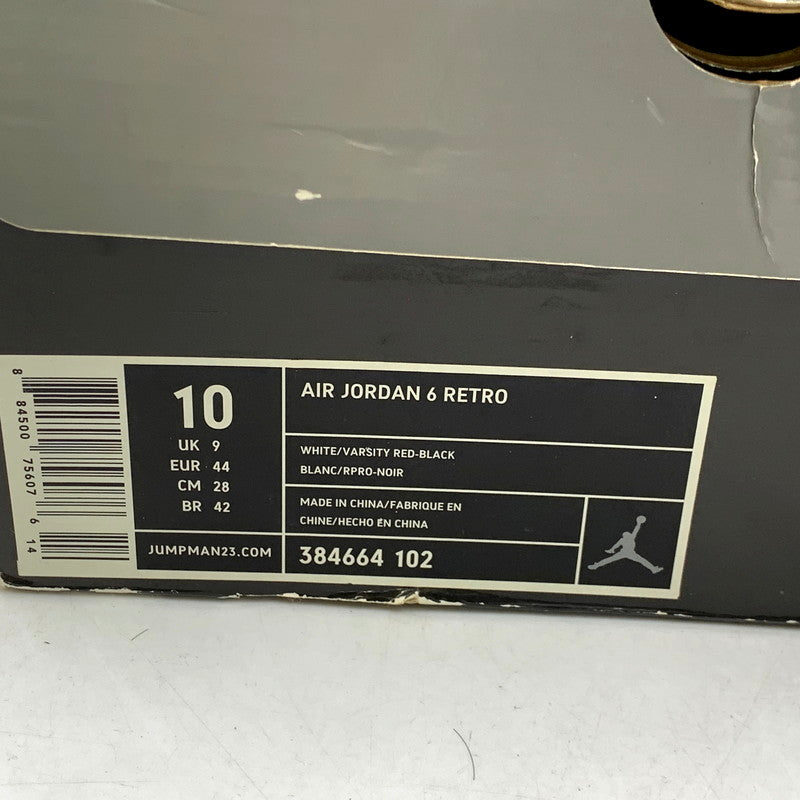 8 84500 75607 6 14
10
UK 9
EUR 44
CM 28
BR 42
JUMPMAN23.COM
AIR JORDAN 6 RETRO
WHITE/VARSITY RED-BLACK
BLANC/RPRO-NOIR
MADE IN CHINA/FABRIQUE EN
CHINE/HECHO EN CHINA
384664 102